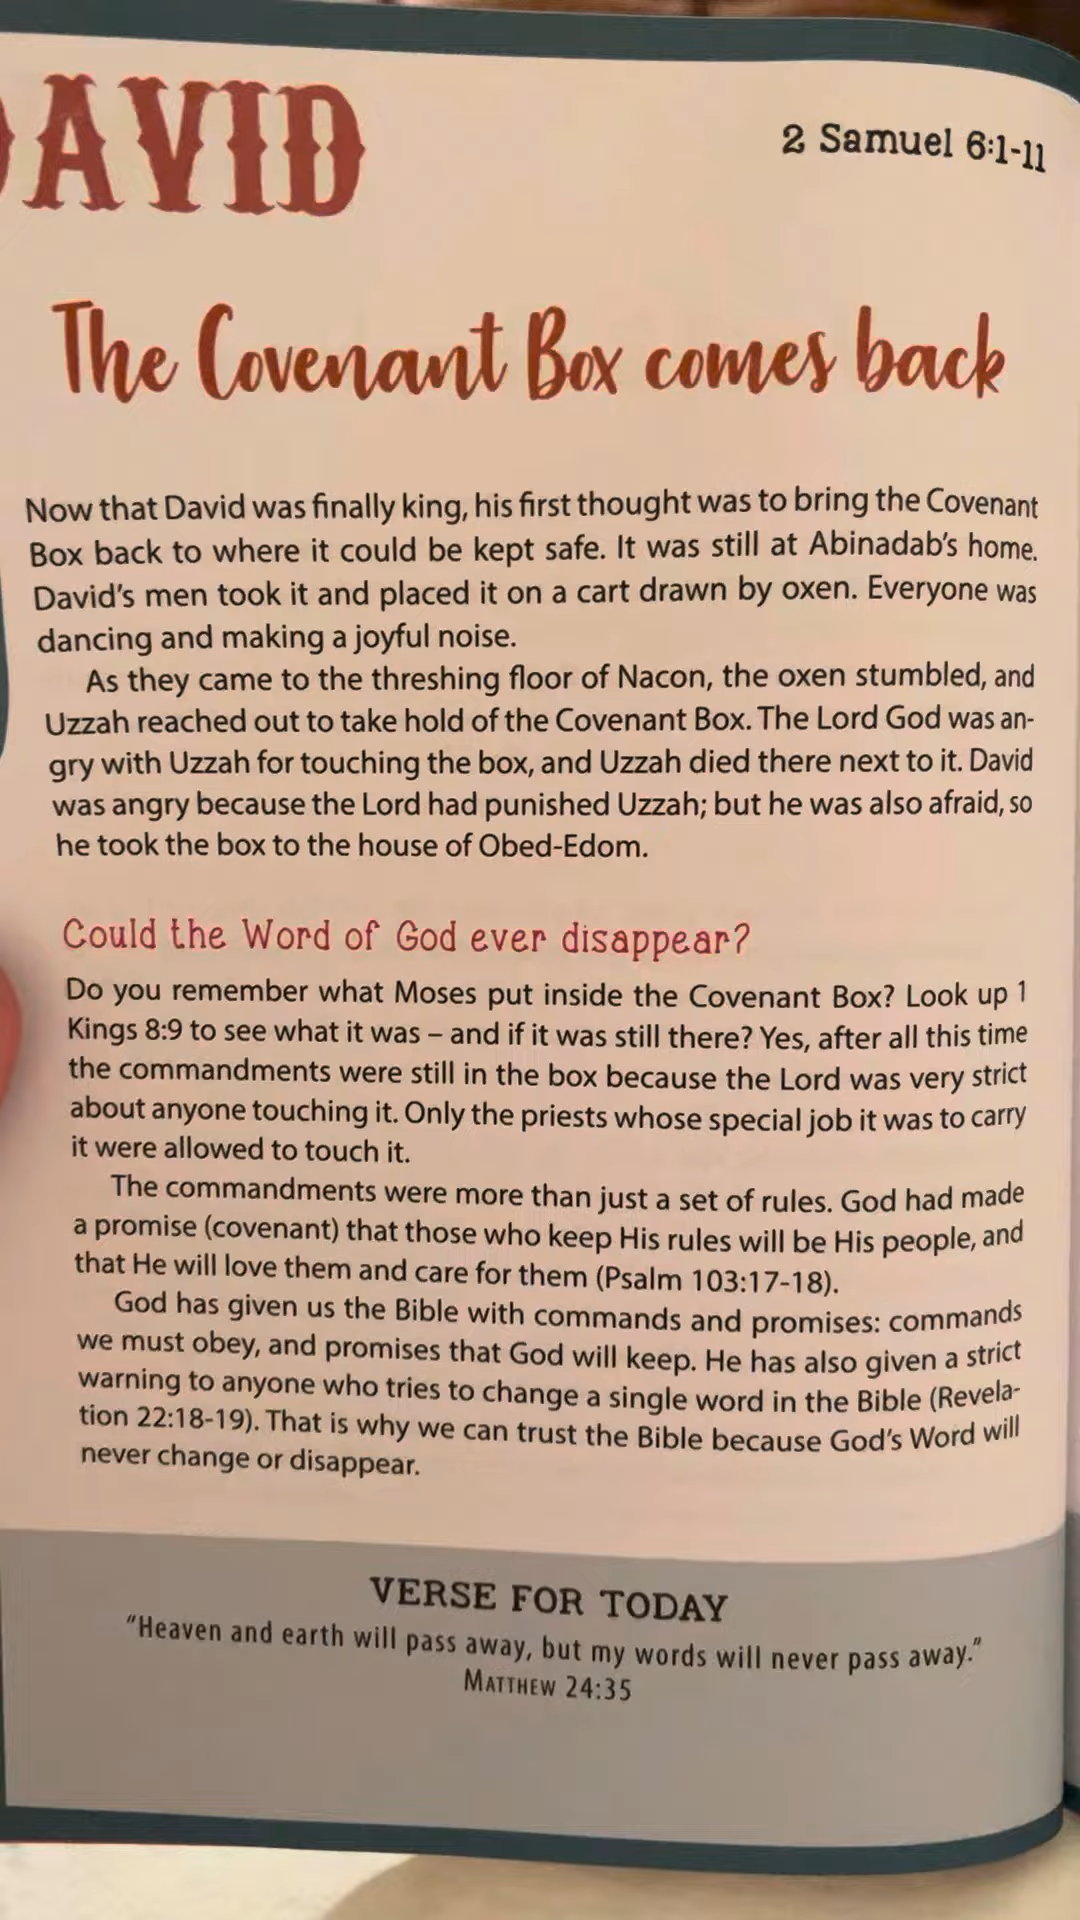 DAVID
2 Samuel 6:1-11
The Covenant Box comes back
Now that David was finally king, his first thought was to bring the Covenant
Box back to where it could be kept safe. It was still at Abinadab's home.
David's men took it and placed it on a cart drawn by oxen. Everyone was
dancing and making a joyful noise.
As they came to the threshing floor of Nacon, the oxen stumbled, and
Uzzah reached out to take hold of the Covenant Box. The Lord God was an-
gry with Uzzah for touching the box, and Uzzah died there next to it. David
was angry because the Lord had punished Uzzah; but he was also afraid, so
he took the box to the house of Obed-Edom.
Could the Word of God ever disappear?
Do you remember what Moses put inside the Covenant Box? Look up 1
Kings 8:9 to see what it was – and if it was still there? Yes, after all this time
the commandments were still in the box because the Lord was very strict
about anyone touching it. Only the priests whose special job it was to carry
it were allowed to touch it.
The commandments were more than just a set of rules. God had made
a promise (covenant) that those who keep His rules will be His people, and
that He will love them and care for them (Psalm 103:17-18).
God has given us the Bible with commands and promises: commands
we must obey, and promises that God will keep. He has also given a strict
warning to anyone who tries to change a single word in the Bible (Revela-
tion 22:18-19). That is why we can trust the Bible because God's Word will
never change or disappear.
VERSE FOR TODAY
"Heaven and earth will pass away, but my words will never pass away."
MATTHEW 24:35